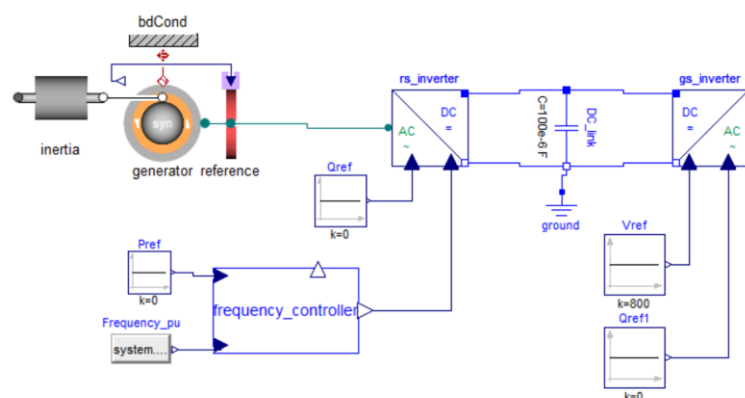 bdCond
rs_inverter
gs_inverter
DC
=
AC
~
C=100e-6 F
DC_link
DC
=
AC
~
syn
inertia
generator
reference
Qref
k=0
ground
Pref
k=0
Vref
k=800
frequency_controller
Frequency_pu
system....
Qref1
k=0